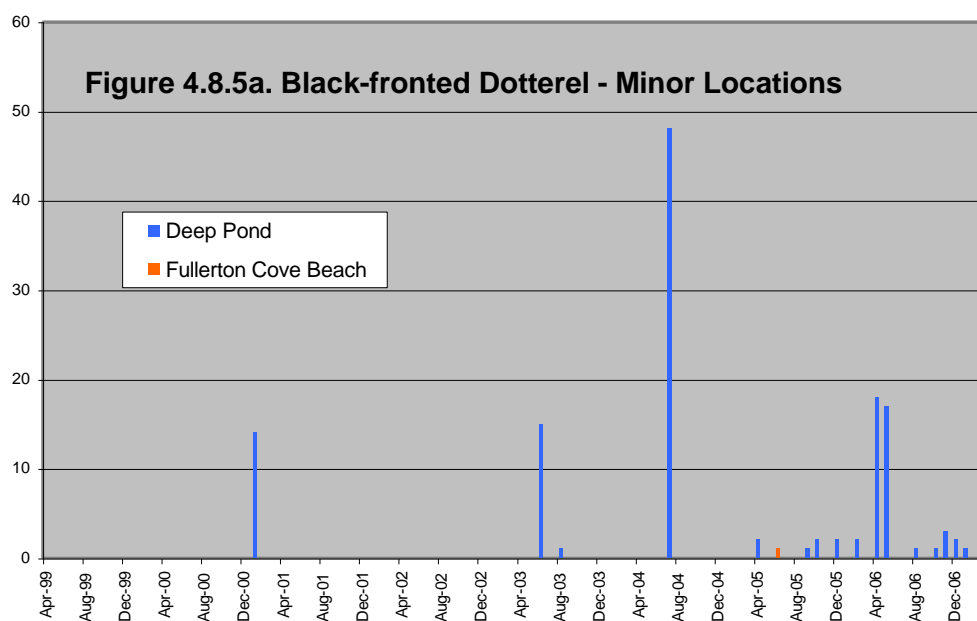 Figure 4.8.5a. Black-fronted Dotterel - Minor Locations
60
50
40
30
20
10
0
Deep Pond
Fullerton Cove Beach
Apr-99
Aug-99
Dec-99
Apr-00
Aug-00
Dec-00
Apr-01
Aug-01
Dec-01
Apr-02
Aug-02
Dec-02
Apr-03
Aug-03
Dec-03
Apr-04
Aug-04
Dec-04
Apr-05
Aug-05
Dec-05
Apr-06
Aug-06
Dec-06